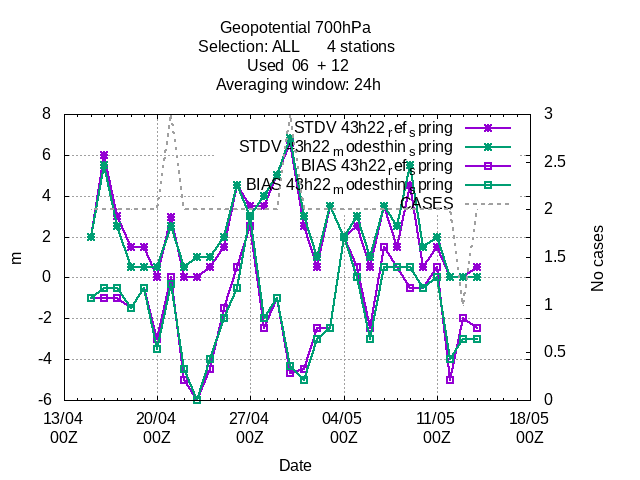 Geopotential 700hPa
Selection: ALL 4 stations
Used 06 + 12
Averaging window: 24h
8 3
STDV 43h22_refs_pring
STDV 43h22_modesthin_spring
6 2.5
BIAS 43h22_refs_pring
BIAS 43h22_modesthin_spring
4 2
CASES
2 1.5
m
No cases
0 1
-2
-4 0.5
-6 0
13/04 20/04 27/04 04/05 11/05 18/05
00Z 00Z 00Z 00Z 00Z 00Z
Date